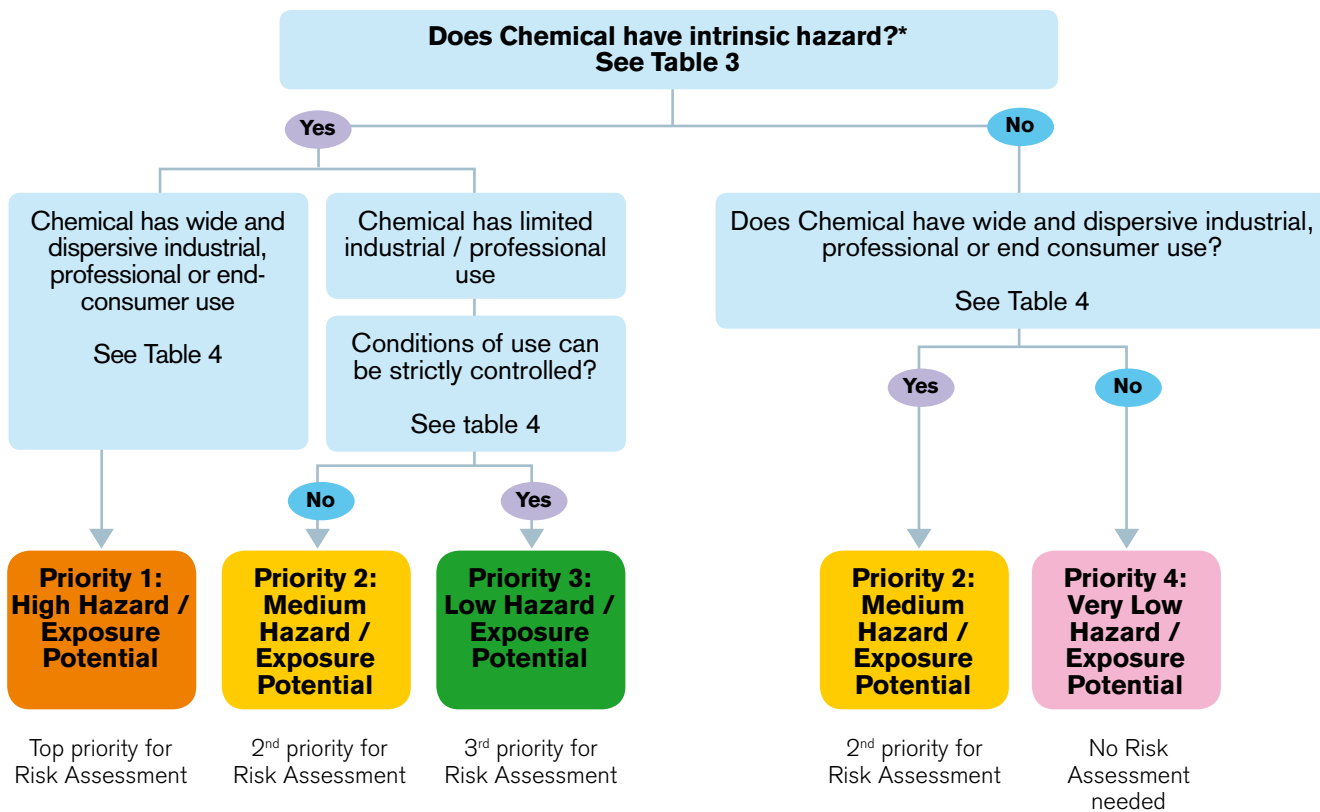 Does Chemical have intrinsic hazard?*
See Table 3
Yes
No
Chemical has wide and
dispersive industrial,
professional or end-
consumer use
See Table 4
Chemical has limited
industrial / professional
use
Conditions of use can
be strictly controlled?
See table 4
Does Chemical have wide and dispersive industrial,
professional or end consumer use?
See Table 4
No
Yes
Yes
No
Priority 1:
High Hazard /
Exposure
Potential
Priority 2:
Medium
Hazard /
Exposure
Potential
Priority 3:
Low Hazard /
Exposure
Potential
Priority 2:
Medium
Hazard /
Exposure
Potential
Priority 4:
Very Low
Hazard /
Exposure
Potential
Top priority for
Risk Assessment
2nd priority for
Risk Assessment
3rd priority for
Risk Assessment
2nd priority for
Risk Assessment
No Risk
Assessment
needed